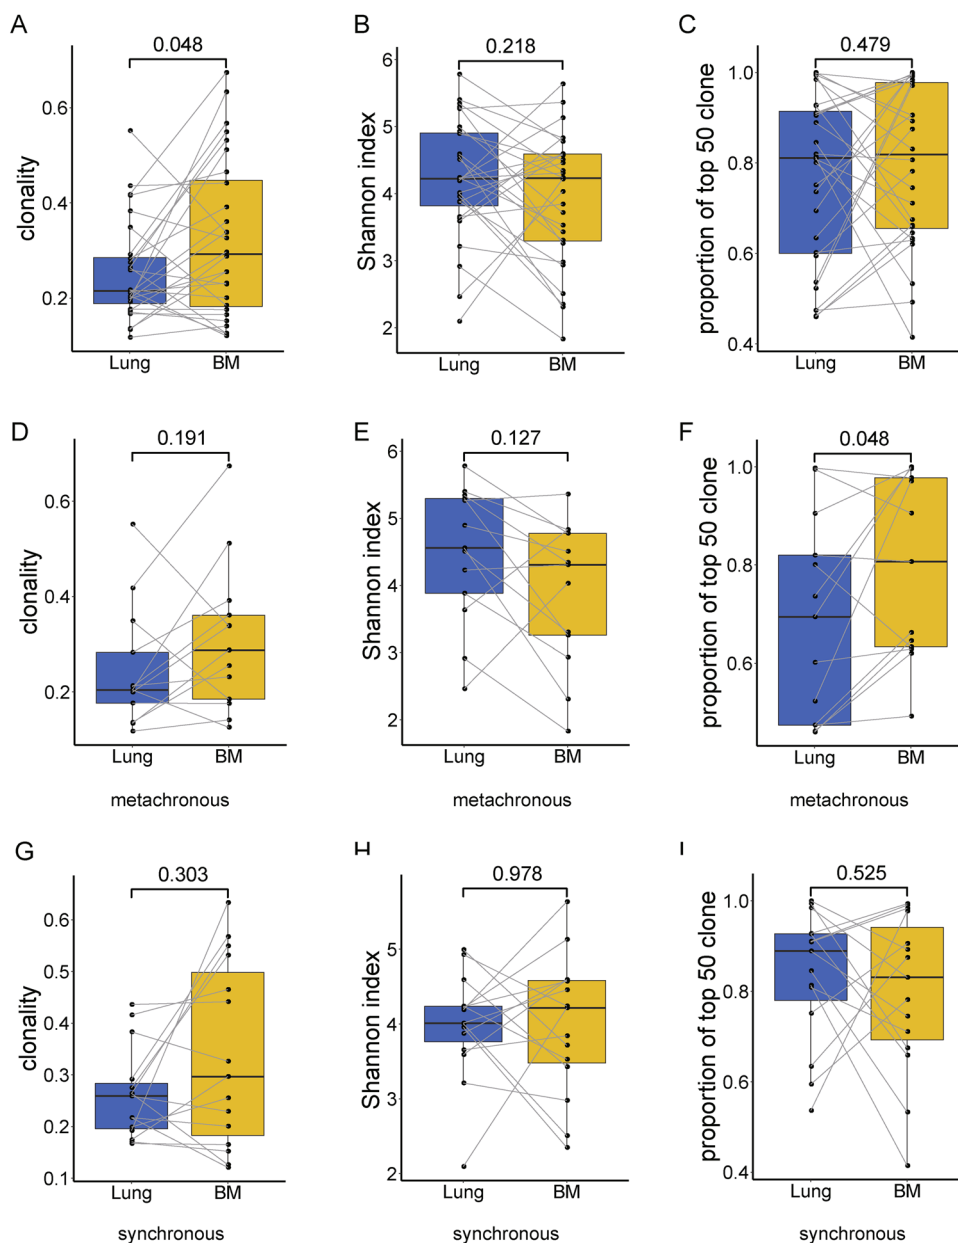 A
0.048
clonality
0.6
0.4
0.2
Lung
BM
B
0.218
Shannon index
6
5
4
2
Lung
BM
C
0.479
proportion of top 50 clone
1.0
0.8
0.6
0.4
Lung
BM
D
0.191
clonality
0.6
0.4
0.2
Lung
BM
metachronous
E
0.127
Shannon index
6
5
4
3
2
Lung
BM
metachronous
F
0.048
proportion of top 50 clone
1.0
0.8
0.6
Lung
BM
metachronous
G
0.303
clonality
0.6
0.5
0.4
0.3
0.2
0.1
Lung
BM
synchronous
H
0.978
Shannon index
5
4
3
2
Lung
BM
synchronous
I
0.525
proportion of top 50 clone
1.0
0.8
0.6
0.4
Lung
BM
synchronous